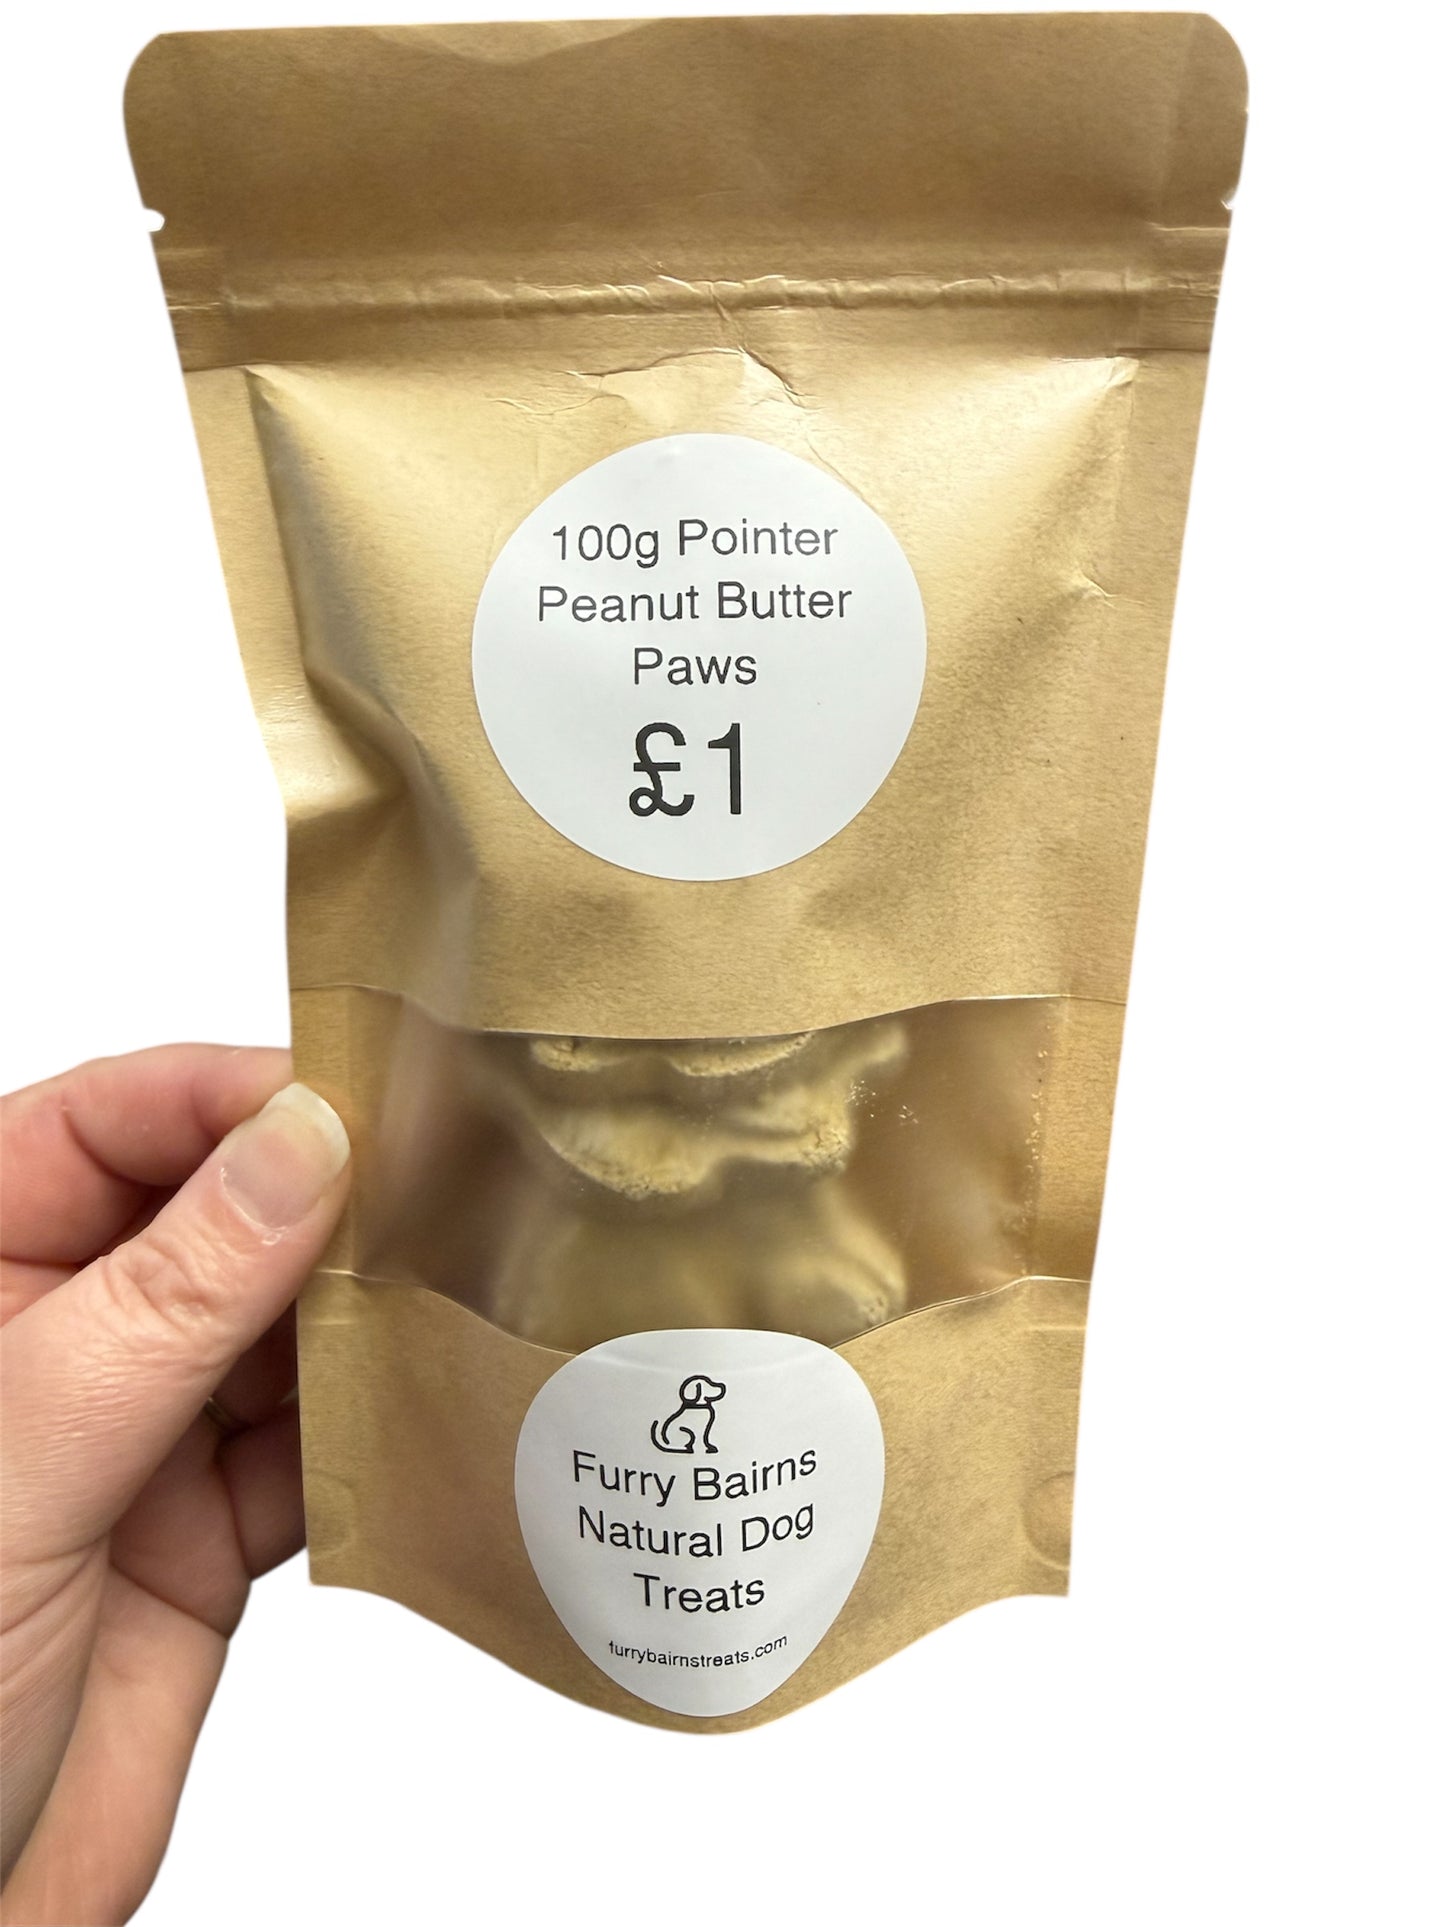 100g Pointer
Peanut Butter
Paws
£1
Furry Bairns
Natural Dog
Treats
furrybairnstreats.com